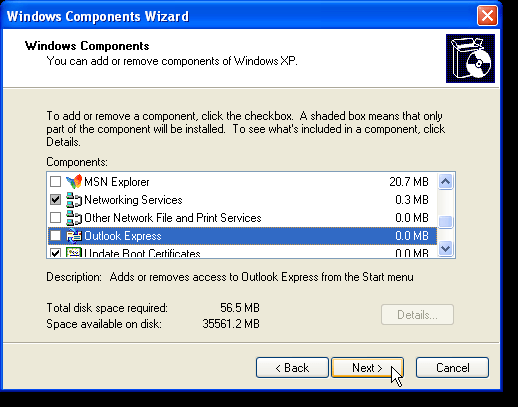 Windows Components Wizard
Windows Components
You can add or remove components of Windows XP.
To add or remove a component, click the checkbox. A shaded box means that only
part of the component will be installed. To see what's included in a component, click
Details.
Components:
MSN Explorer 20.7 MB
Networking Services 0.3 MB
Other Network File and Print Services 0.0 MB
Outlook Express 0.0 MB
Update Root Certificates 0.0 MB
Description: Adds or removes access to Outlook Express from the Start menu
Total disk space required: 56.5 MB
Space available on disk: 35561.2 MB
Details...
< Back Next > Cancel